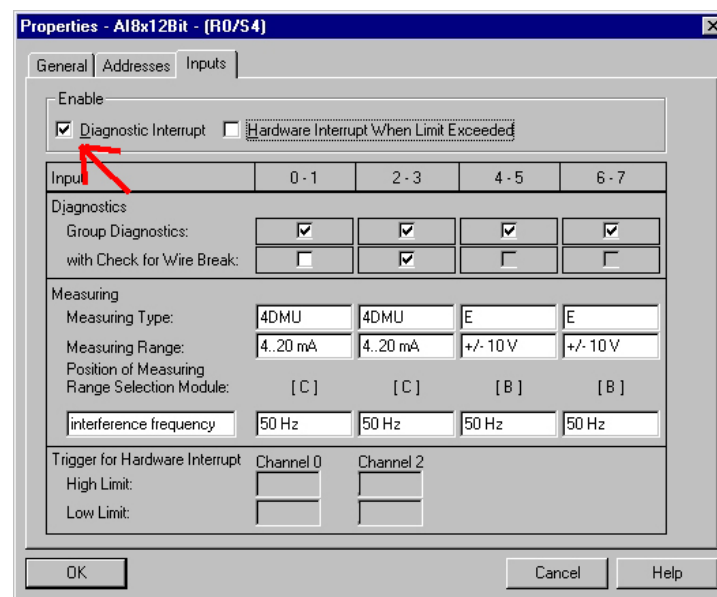 Properties - AI8x12Bit - (R0/S4)
General Addresses Inputs
Enable
Diagnostic Interrupt Hardware Interrupt When Limit Exceeded
Input 0 - 1 2 - 3 4 - 5 6 - 7
Diagnostics
Group Diagnostics:
with Check for Wire Break:
Measuring
Measuring Type: 4DMU 4DMU E E
Measuring Range: 4..20 mA 4..20 mA +/- 10 V +/- 10 V
Position of Measuring
Range Selection Module: [ C ] [ C ] [ B ] [ B ]
interference frequency 50 Hz 50 Hz 50 Hz 50 Hz
Trigger for Hardware Interrupt Channel 0 Channel 2
High Limit:
Low Limit:
OK Cancel Help